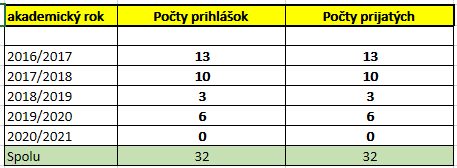 akademický rok Počty prihlášok Počty prijatých
2016/2017 13 13
2017/2018 10 10
2018/2019 3 3
2019/2020 6 6
2020/2021 0 0
Spolu 32 32